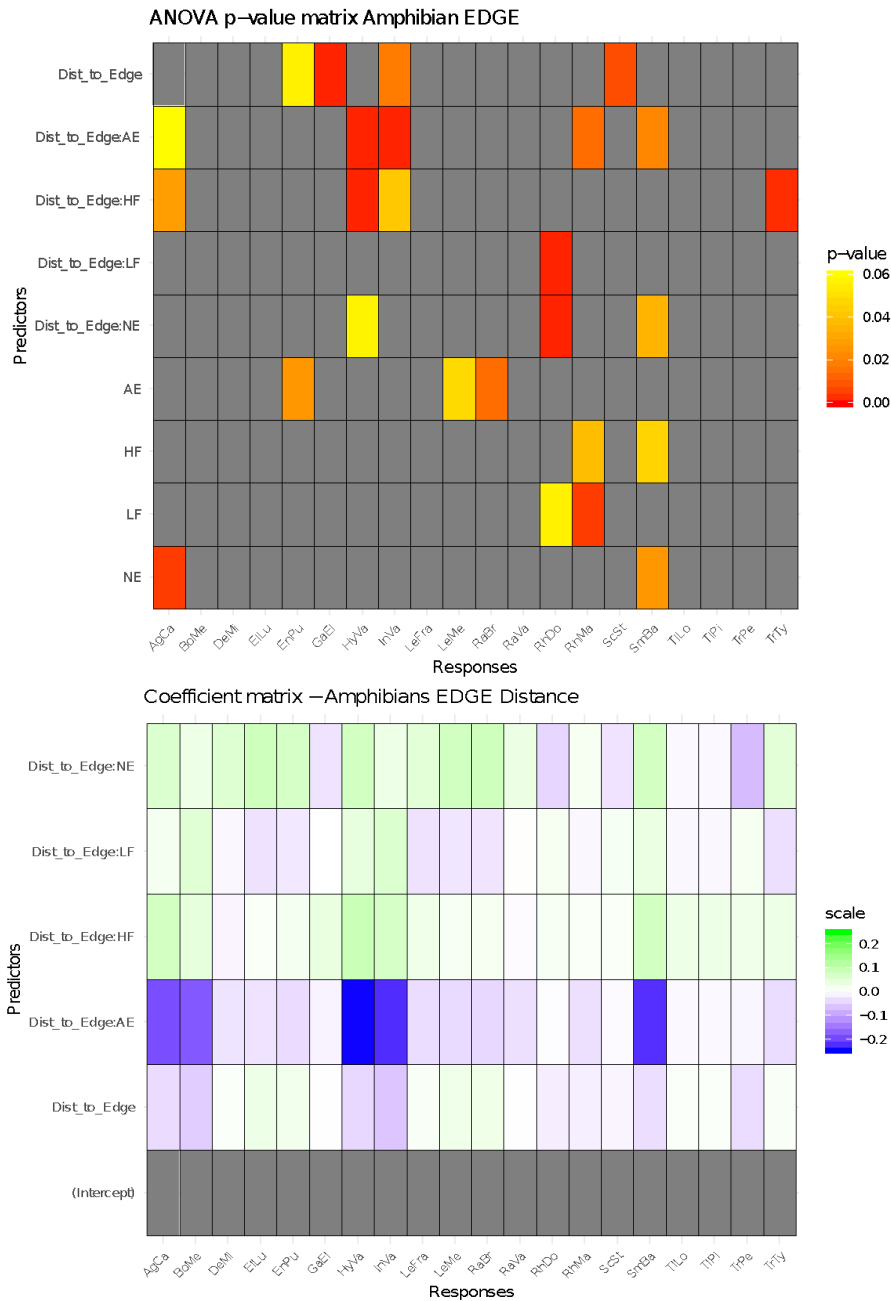 ANOVA p−value matrix Amphibian EDGE
Dist_to_Edge
Dist_to_Edge:AE
Dist_to_Edge:HF
Dist_to_Edge:LF
Dist_to_Edge:NE
AE
HF
LF
NE
Predictors
AgCa BoMe DeMi ElLu EnPu GaEl HyVa InVa LeFra LeMe RaBr RaVa RhDo RhMa ScSt SmBa TlLo TlPi TrPe TrTy
Responses
p−value
0.06
0.04
0.02
0.00
Coefficient matrix −Amphibians EDGE Distance
Dist_to_Edge:NE
Dist_to_Edge:LF
Dist_to_Edge:HF
Dist_to_Edge:AE
Dist_to_Edge
(Intercept)
Predictors
AgCa BoMe DeMi ElLu EnPu GaEl HyVa InVa LeFra LeMe RaBr RaVa RhDo RhMa ScSt SmBa TlLo TlPi TrPe TrTy
Responses
scale
0.2
0.1
0.0
−0.1
−0.2